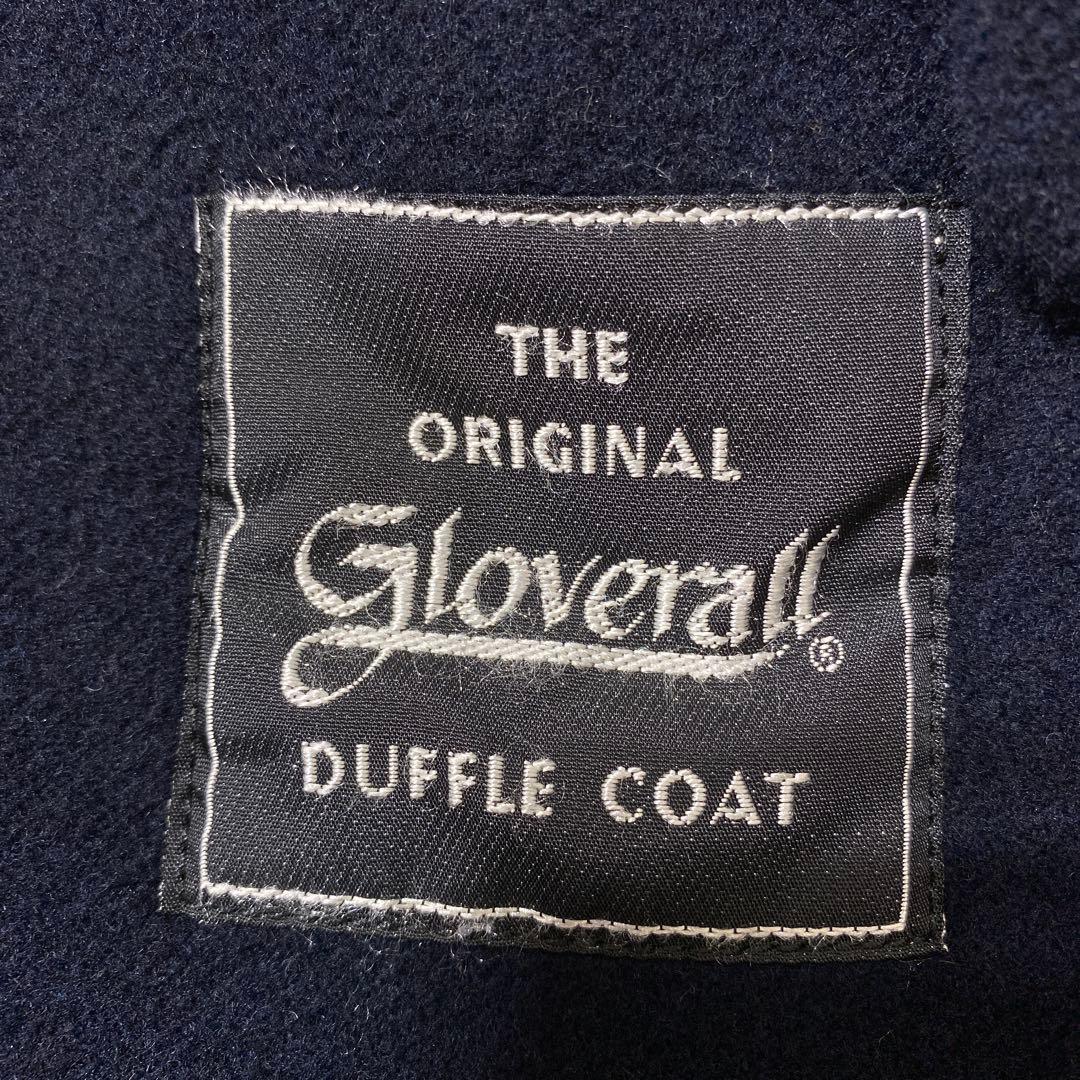 THE
ORIGINAL
Gloverall®
DUFFLE COAT